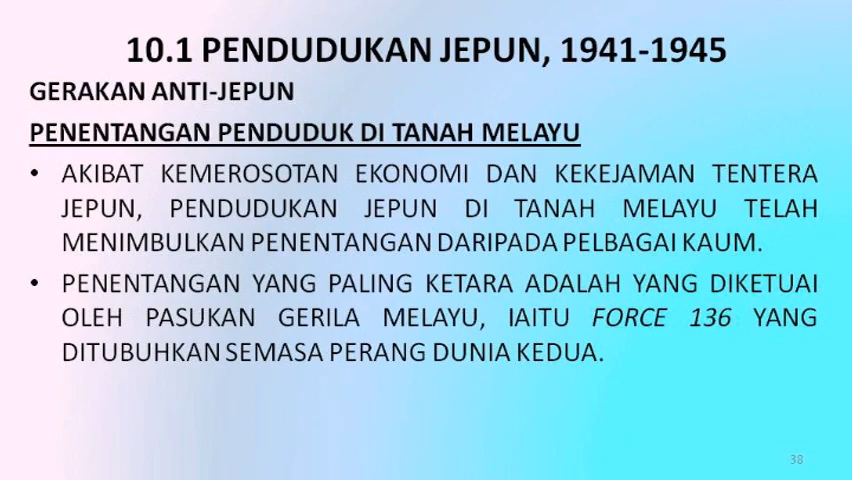 10.1 PENDUDUKAN JEPUN, 1941-1945
GERAKAN ANTI-JEPUN
PENENTANGAN PENDUDUK DI TANAH MELAYU
• AKIBAT KEMEROSOTAN EKONOMI DAN KEKEJAMAN TENTERA
JEPUN, PENDUDUKAN JEPUN DI TANAH MELAYU TELAH
MENIMBULKAN PENENTANGAN DARIPADA PELBAGAI KAUM.
• PENENTANGAN YANG PALING KETARA ADALAH YANG DIKETUAI
OLEH PASUKAN GERILA MELAYU, IAITU FORCE 136 YANG
DITUBUHKAN SEMASA PERANG DUNIA KEDUA.
38